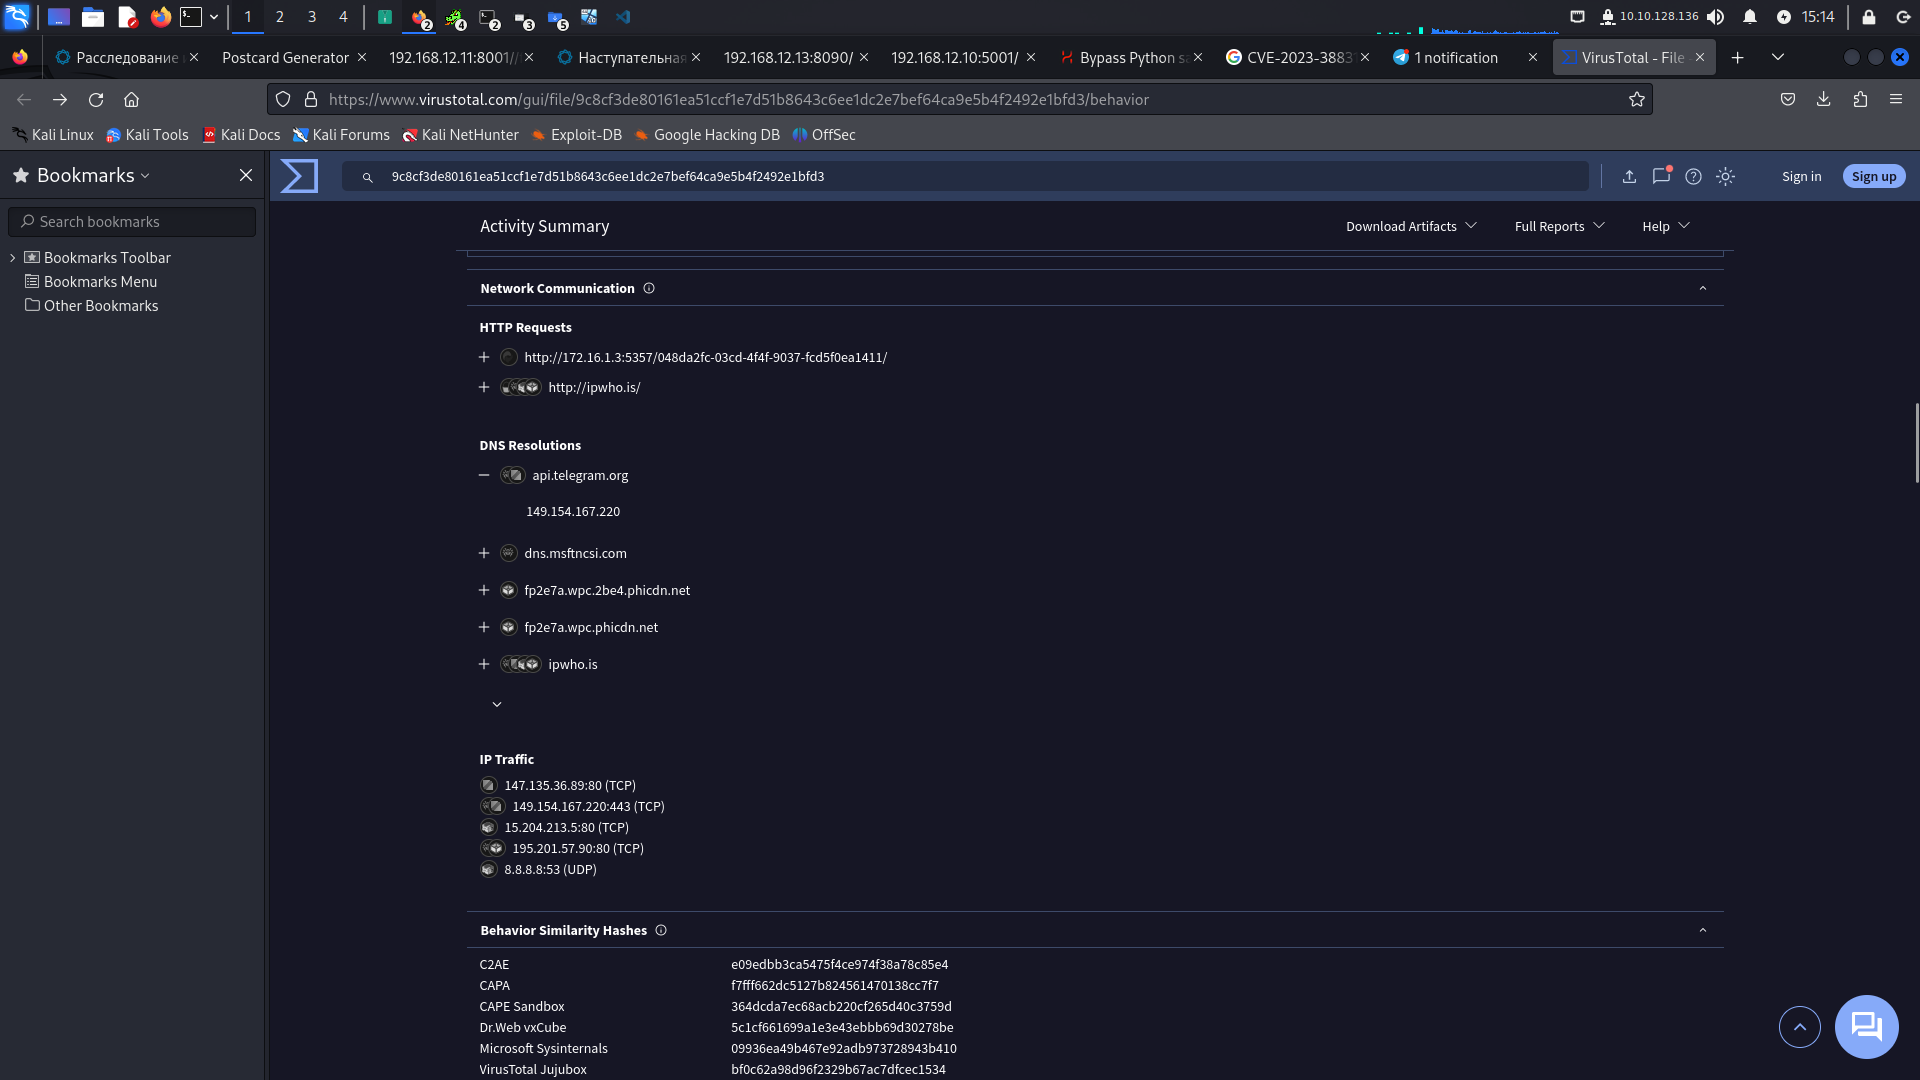 1 2 3 4 2 4 2 3 5 10.10.128.136 15:14
Расследование Postcard Generator 192.168.12.11:8001// Наступательная 192.168.12.13:8090/ 192.168.12.10:5001/ Bypass Python sa CVE-2023-3883 1 notification VirusTotal - File -
https://www.virustotal.com/gui/file/9c8cf3de80161ea51ccf1e7d51b8643c6ee1dc2e7bef64ca9e5b4f2492e1bfd3/behavior
Kali Linux Kali Tools Kali Docs Kali Forums Kali NetHunter Exploit-DB Google Hacking DB OffSec
Bookmarks
Search bookmarks
Bookmarks Toolbar
Bookmarks Menu
Other Bookmarks
9c8cf3de80161ea51ccf1e7d51b8643c6ee1dc2e7bef64ca9e5b4f2492e1bfd3
Sign in Sign up
Activity Summary Download Artifacts Full Reports Help
Network Communication
HTTP Requests
http://172.16.1.3:5357/048da2fc-03cd-4f4f-9037-fcd5f0ea1411/
http://ipwho.is/
DNS Resolutions
api.telegram.org
149.154.167.220
dns.msftncsi.com
fp2e7a.wpc.2be4.phicdn.net
fp2e7a.wpc.phicdn.net
ipwho.is
IP Traffic
147.135.36.89:80 (TCP)
149.154.167.220:443 (TCP)
15.204.213.5:80 (TCP)
195.201.57.90:80 (TCP)
8.8.8.8:53 (UDP)
Behavior Similarity Hashes
C2AE e09edbb3ca5475f4ce974f38a78c85e4
CAPA f7fff662dc5127b824561470138cc7f7
CAPE Sandbox 364dcda7ec68acb220cf265d40c3759d
Dr.Web vxCube 5c1cf661699a1e3e43ebbb69d30278be
Microsoft Sysinternals 09936ea49b467e92adb973728943b410
VirusTotal Jujubox bf0c62a98d96f2329b67ac7dfcec1534